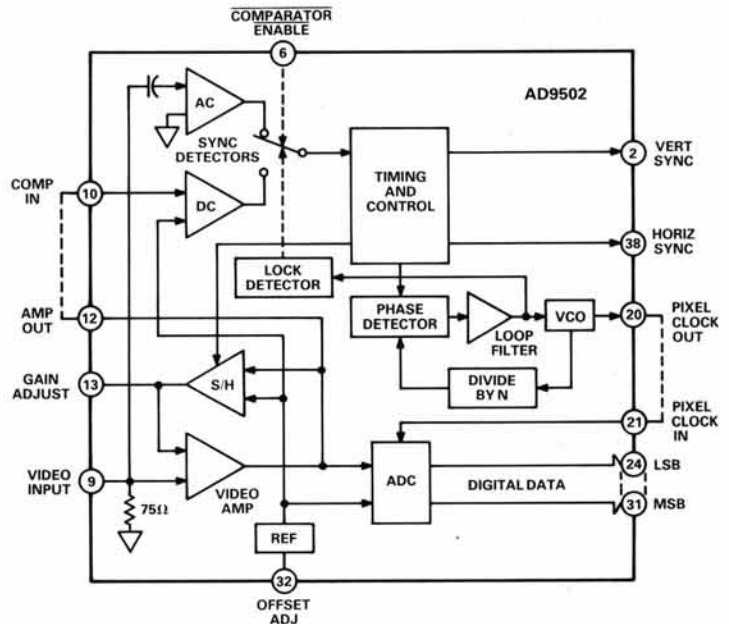 COMPARATOR
ENABLE
6
AD9502
AC
SYNC
DETECTORS
2
VERT
SYNC
TIMING
AND
CONTROL
COMP
IN
10
DC
38
HORIZ
SYNC
LOCK
DETECTOR
AMP
OUT
12
PHASE
DETECTOR
LOOP
FILTER
VCO
20
PIXEL
CLOCK
OUT
GAIN
ADJUST
13
S/H
DIVIDE
BY N
21
PIXEL
CLOCK
IN
VIDEO
INPUT
9
75Ω
VIDEO
AMP
ADC
DIGITAL DATA
24
LSB
31
MSB
REF
32
OFFSET
ADJ